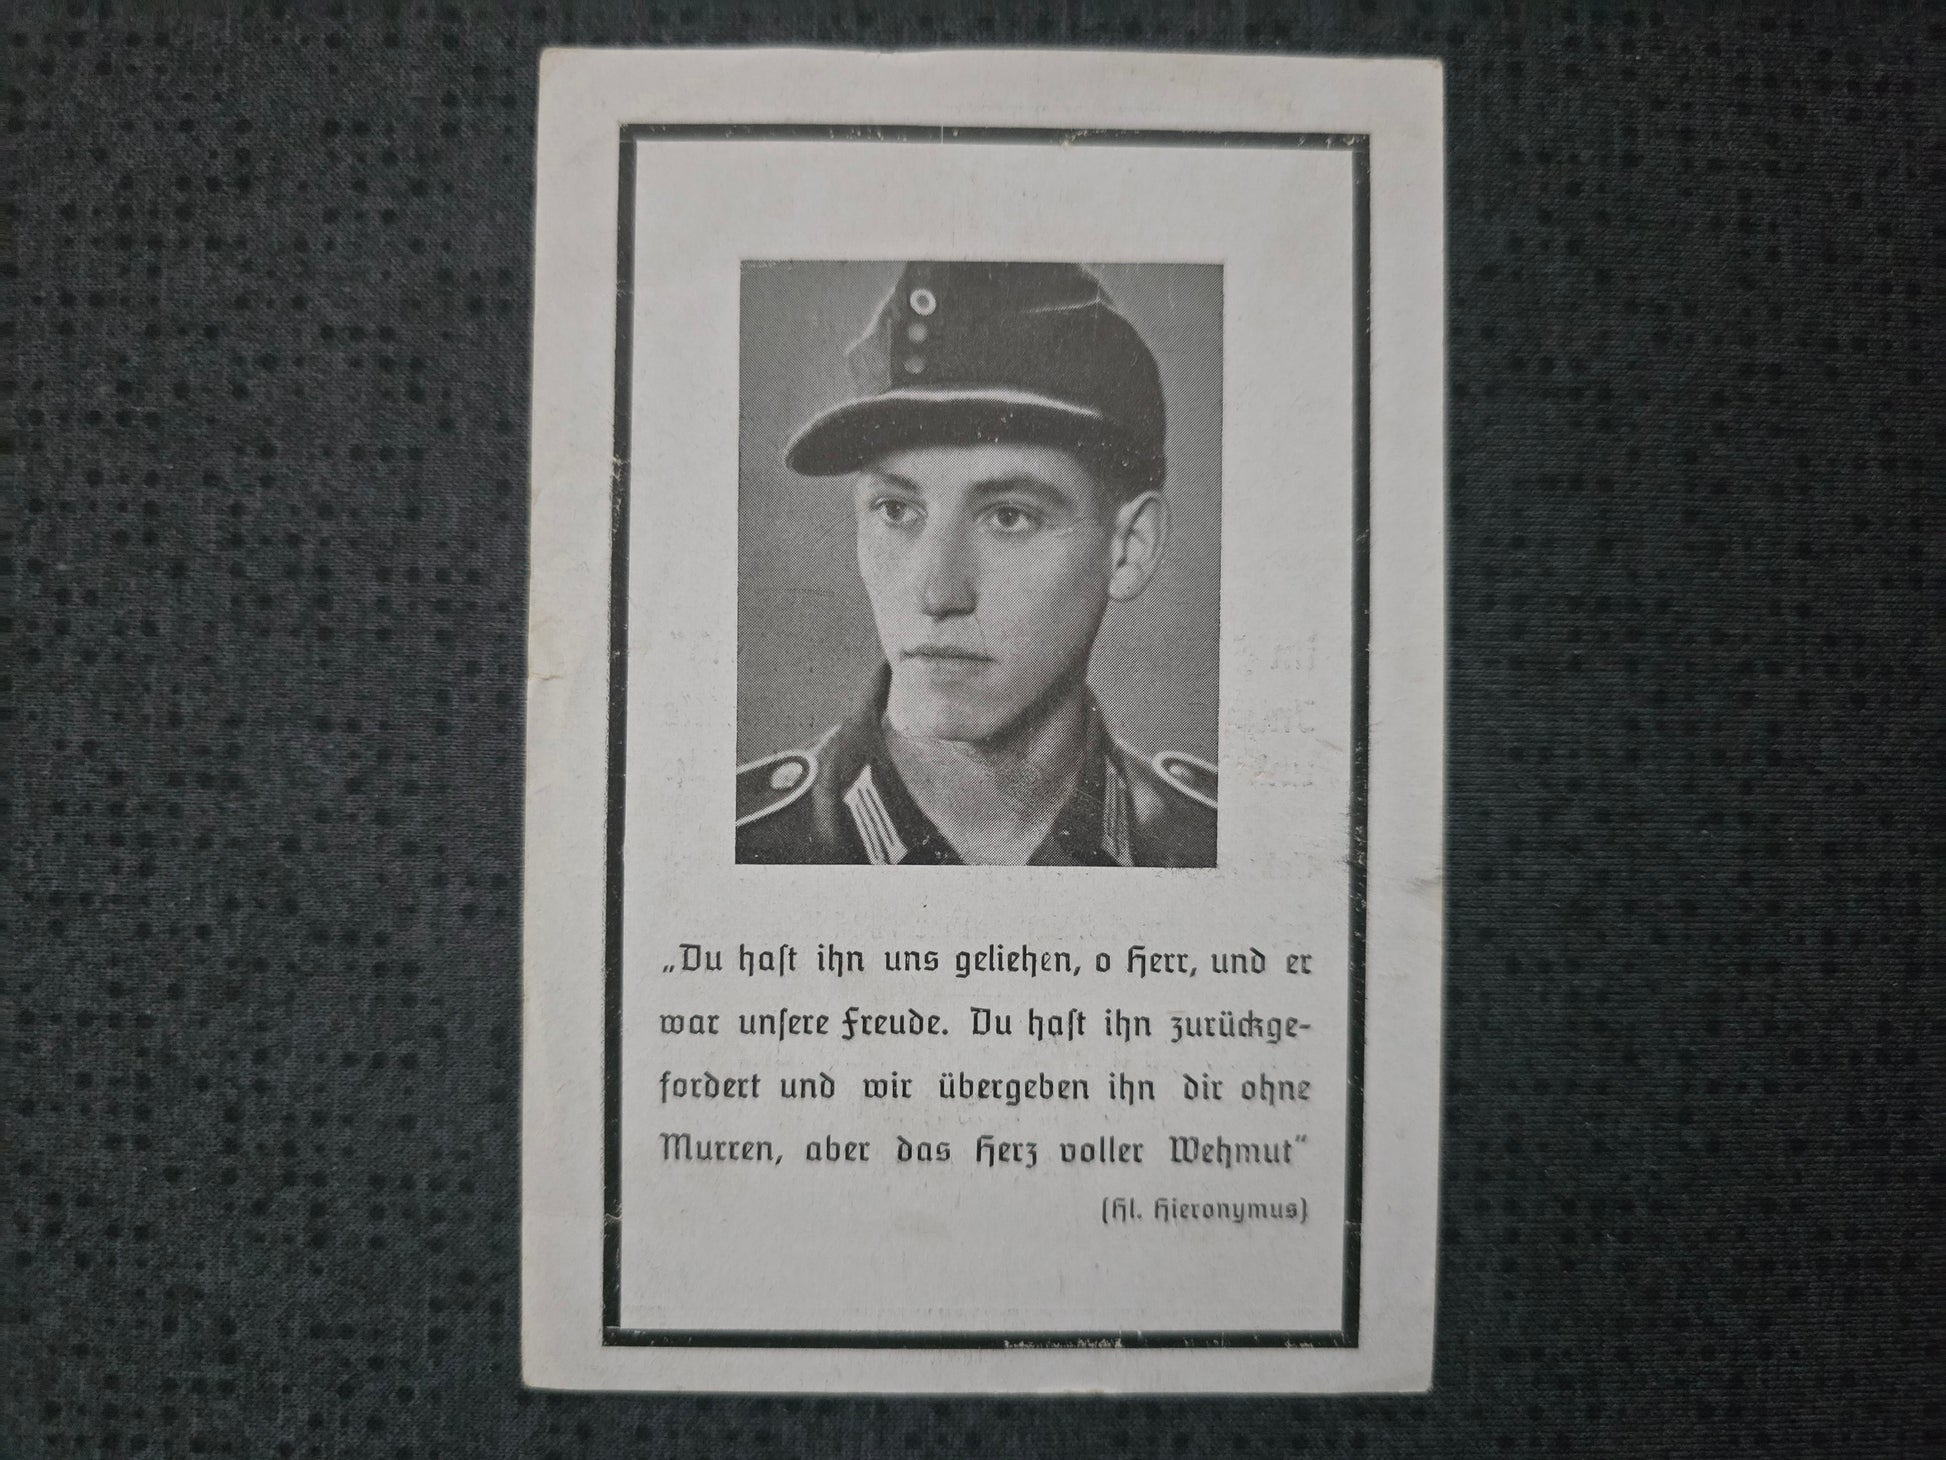 „Du haſt ihn uns geliehen, o Herr, und er
war unſere Freude. Du haſt ihn zurückge-
fordert und wir übergeben ihn dir ohne
Murren, aber das Herz voller Wehmut“
(Hl. Hieronymus)